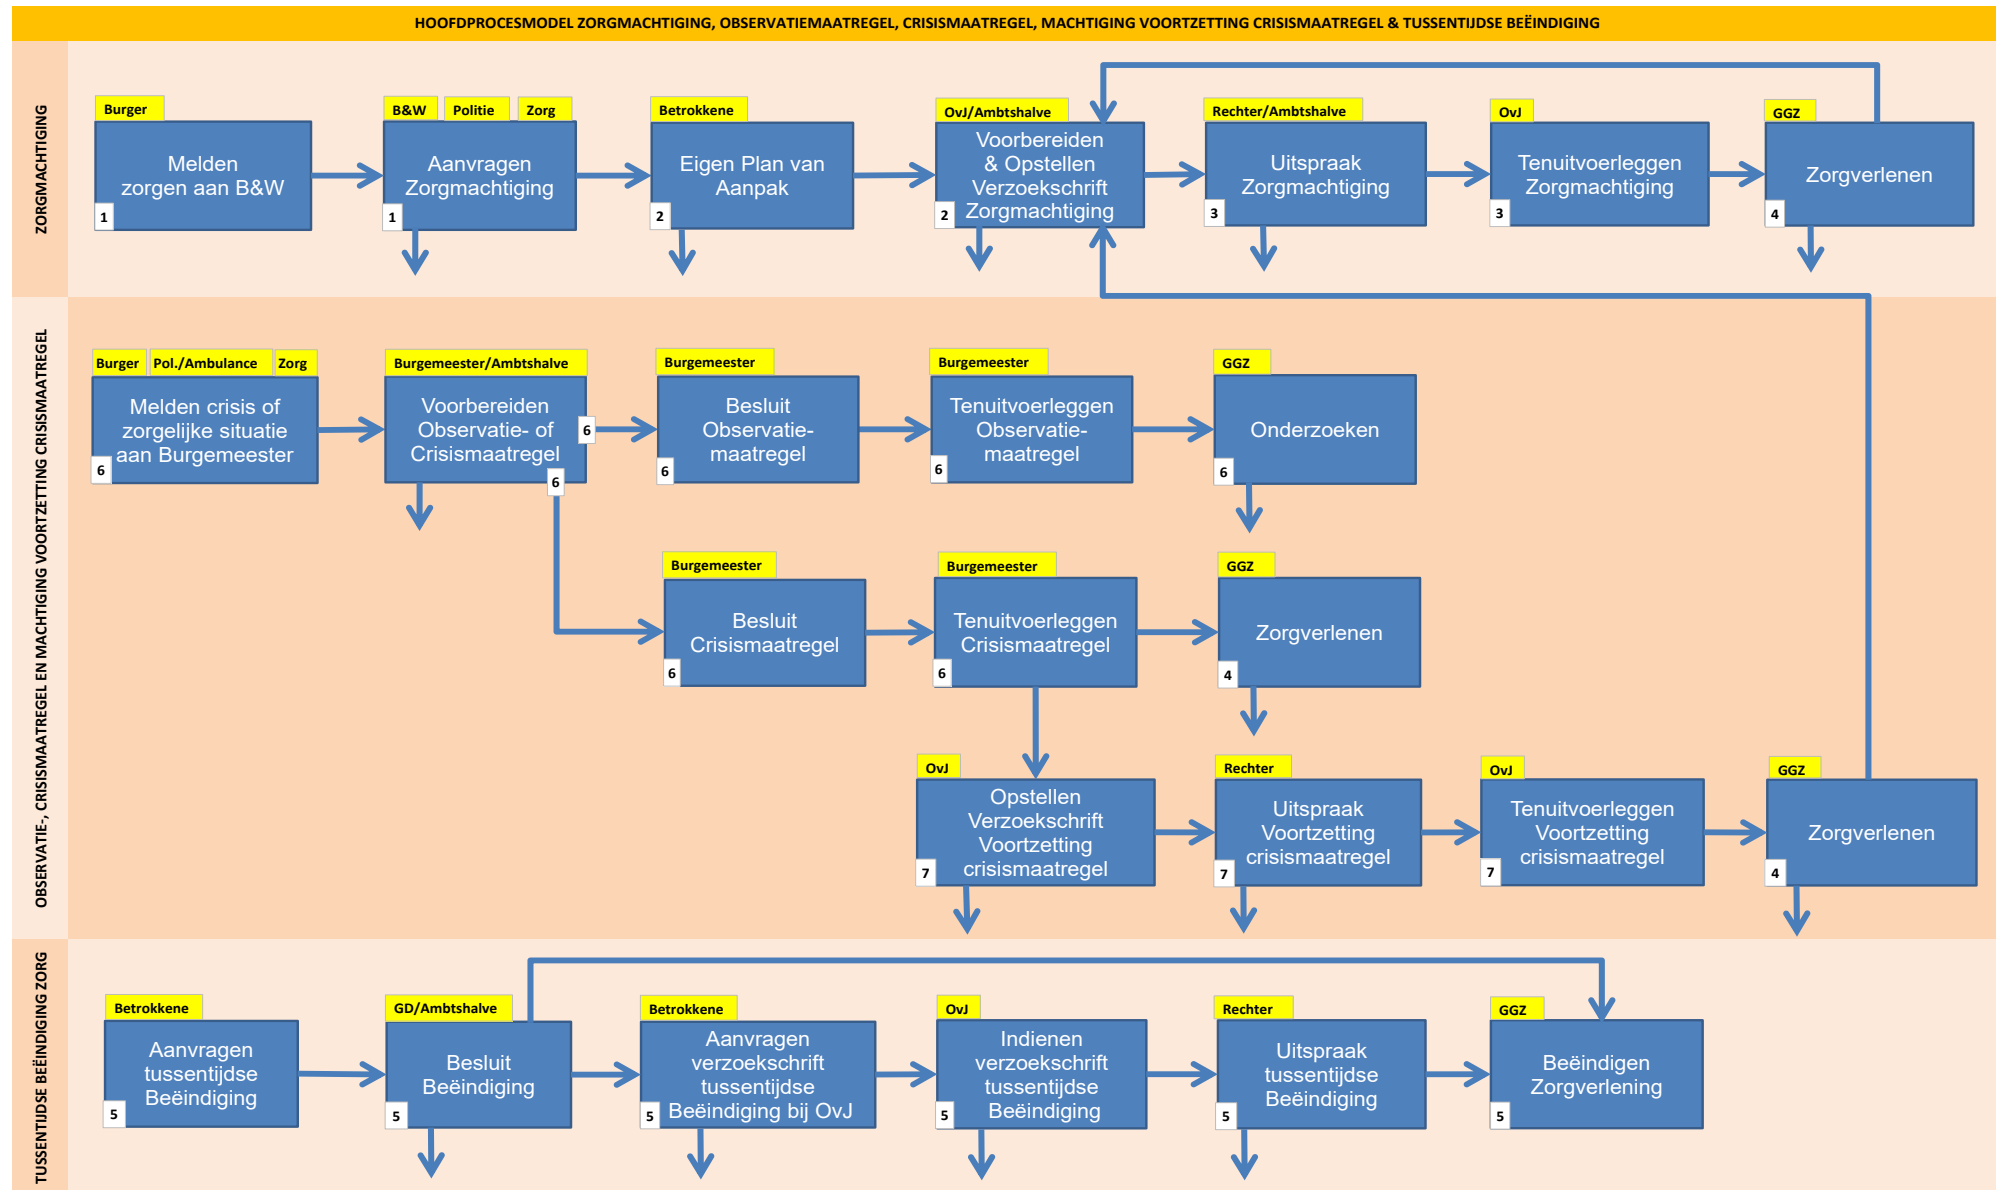 HOOFDPROCESMODEL ZORGMACHTIGING, OBSERVATIEMAATREGEL, CRISISMAATREGEL, MACHTIGING VOORTZETTING CRISISMAATREGEL & TUSSENTIJDSE BEËINDIGING
ZORGMACHTIGING
Burger
Melden
zorgen aan B&W
1
B&W Politie Zorg
Aanvragen
Zorgmachtiging
1
Betrokkene
Eigen Plan van
Aanpak
2
OvJ/Ambtshalve
Voorbereiden
& Opstellen
Verzoekschrift
Zorgmachtiging
2
Rechter/Ambtshalve
Uitspraak
Zorgmachtiging
3
OvJ
Tenuitvoerleggen
Zorgmachtiging
3
GGZ
Zorgverlenen
4
OBSERVATIE-, CRISISMAATREGEL EN MACHTIGING VOORTZETTING CRISISMAATREGEL
Burger Pol./Ambulance Zorg
Melden crisis of
zorgelijke situatie
aan Burgemeester
6
Burgemeester/Ambtshalve
Voorbereiden
Observatie- of
Crisismaatregel
6
6
Burgemeester
Besluit
Observatie-
maatregel
6
Burgemeester
Tenuitvoerleggen
Observatie-
maatregel
6
GGZ
Onderzoeken
6
Burgemeester
Besluit
Crisismaatregel
6
Burgemeester
Tenuitvoerleggen
Crisismaatregel
6
GGZ
Zorgverlenen
4
OvJ
Opstellen
Verzoekschrift
Voortzetting
crisismaatregel
7
Rechter
Uitspraak
Voortzetting
crisismaatregel
7
OvJ
Tenuitvoerleggen
Voortzetting
crisismaatregel
7
GGZ
Zorgverlenen
4
TUSSENTIJDSE BEËINDIGING ZORG
Betrokkene
Aanvragen
tussentijdse
Beëindiging
5
GD/Ambtshalve
Besluit
Beëindiging
5
Betrokkene
Aanvragen
verzoekschrift
tussentijdse
Beëindiging bij OvJ
5
OvJ
Indienen
verzoekschrift
tussentijdse
Beëindiging
5
Rechter
Uitspraak
tussentijdse
Beëindiging
5
GGZ
Beëindigen
Zorgverlening
5